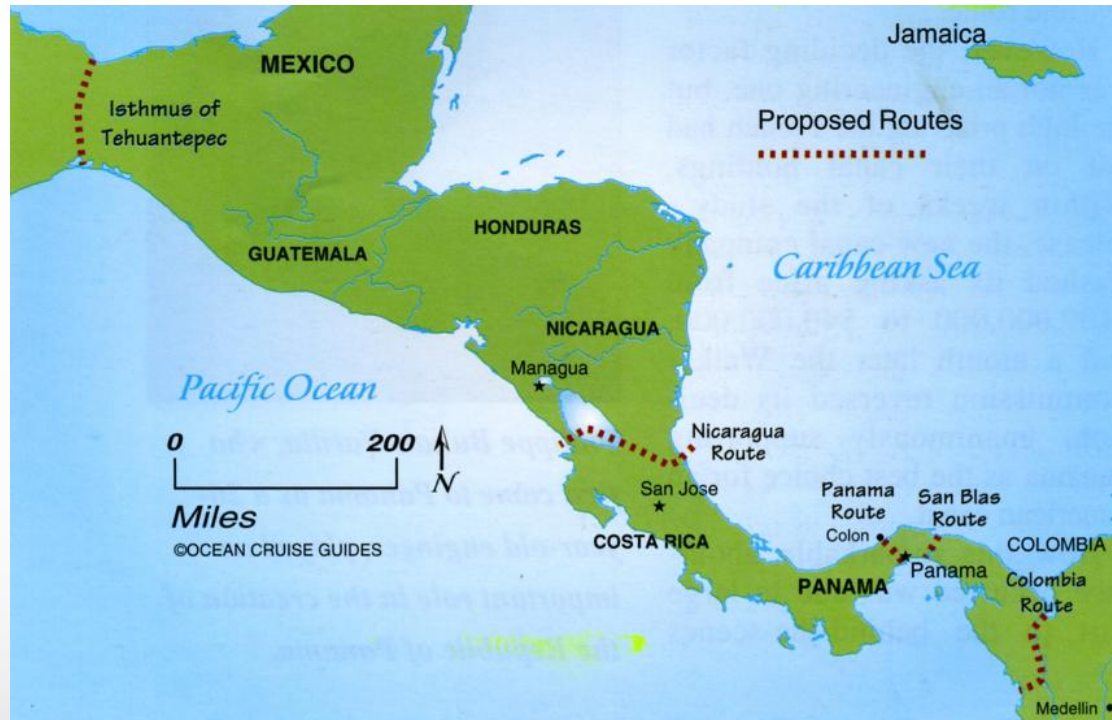 Jamaica
MEXICO
Isthmus of
Tehuantepec
Proposed Routes
HONDURAS
GUATEMALA
Caribbean Sea
NICARAGUA
Managua
Pacific Ocean
0 200
N
Miles
©OCEAN CRUISE GUIDES
Nicaragua
Route
San Jose
COSTA RICA
Panama
Route
Colon
San Blas
Route
PANAMA
Panama
COLOMBIA
Colombia
Route
Medellin